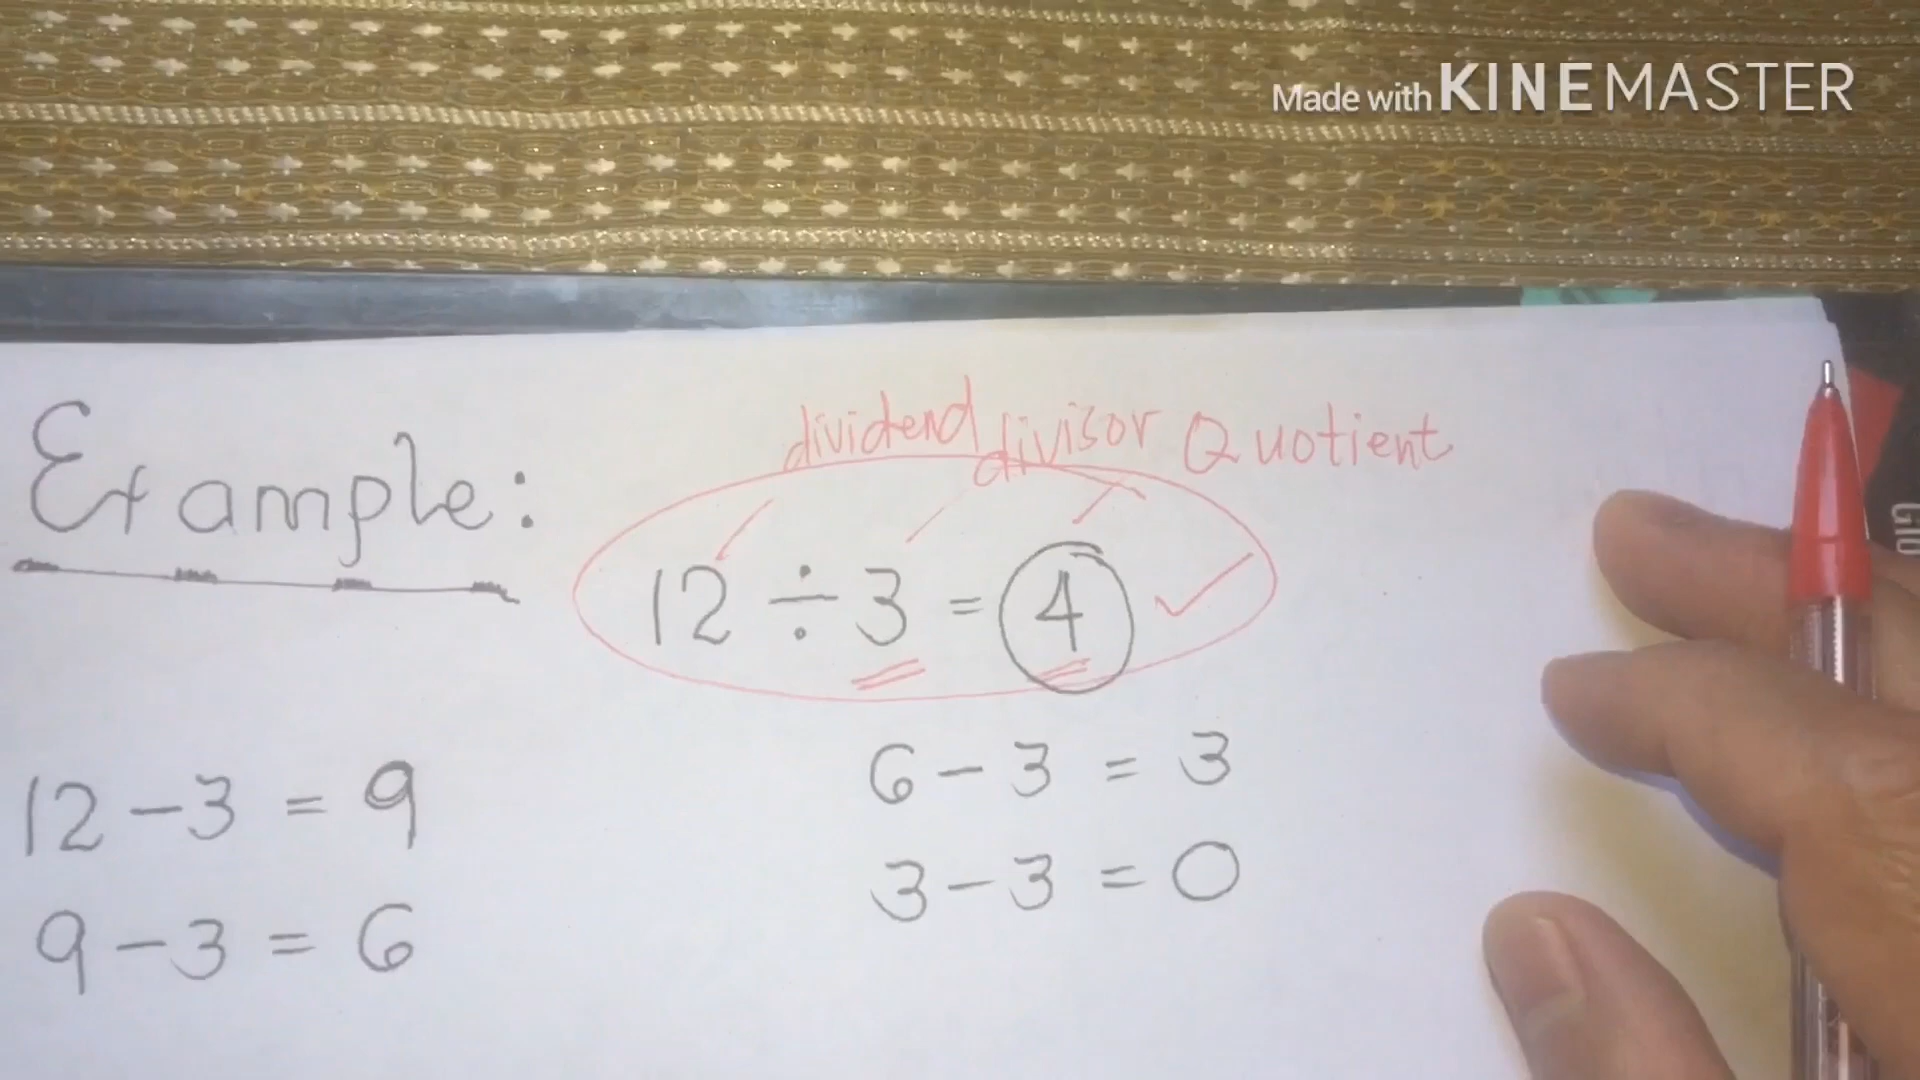 Made with KINEMASTER
dividend divisor Quotient
Example:
12 ÷ 3 = 4
12 - 3 = 9
9 - 3 = 6
6 - 3 = 3
3 - 3 = 0